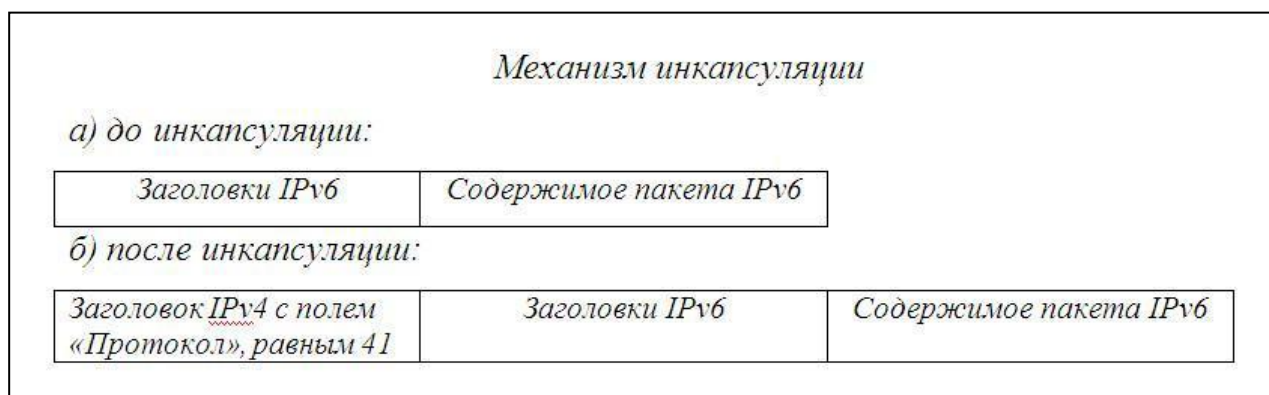 Механизм инкапсуляции
а) до инкапсуляции:
Заголовки IPv6 Содержимое пакета IPv6
б) после инкапсуляции:
Заголовок IPv4 с полем Заголовки IPv6 Содержимое пакета IPv6
«Протокол», равным 41